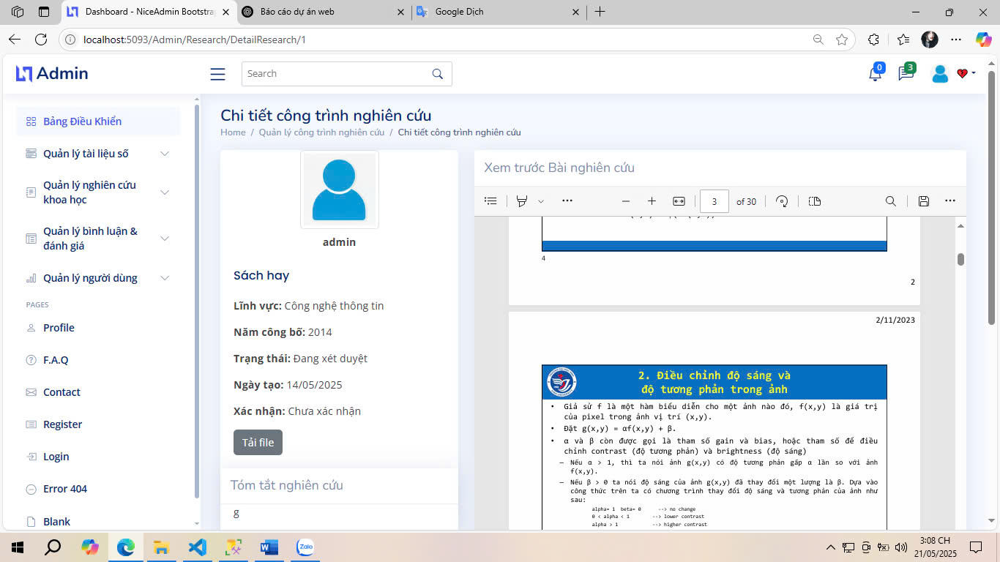 Dashboard - NiceAdmin Bootstra
Báo cáo dự án web
Google Dịch
localhost:5093/Admin/Research/DetailResearch/1
Admin
Search
0
3
Bảng Điều Khiển
Quản lý tài liệu số
Quản lý nghiên cứu
khoa học
Quản lý bình luận &
đánh giá
Quản lý người dùng
PAGES
Profile
F.A.Q
Contact
Register
Login
Error 404
Blank
Chi tiết công trình nghiên cứu
Home / Quản lý công trình nghiên cứu / Chi tiết công trình nghiên cứu
admin
Sách hay
Lĩnh vực: Công nghệ thông tin
Năm công bố: 2014
Trạng thái: Đang xét duyệt
Ngày tạo: 14/05/2025
Xác nhận: Chưa xác nhận
Tải file
Tóm tắt nghiên cứu
g
Xem trước Bài nghiên cứu
3 of 30
4
2
2/11/2023
2. Điều chỉnh độ sáng và
độ tương phản trong ảnh
• Giả sử f là một hàm biểu diễn cho một ảnh nào đó, f(x,y) là giá trị
của pixel trong ảnh vị trí (x,y).
• Đặt g(x,y) = αf(x,y) + β.
• α và β còn được gọi là tham số gain và bias, hoặc tham số để điều
chỉnh contrast (độ tương phản) và brightness (độ sáng)
– Nếu α > 1, thì ta nói ảnh g(x,y) có độ tương phản gấp α lần so với ảnh
f(x,y).
– Nếu β > 0 ta nói độ sáng của ảnh g(x,y) đã thay đổi một lượng là β. Dựa vào
công thức trên ta có chương trình thay đổi độ sáng và tương phản của ảnh như
sau:
alpha= 1 beta= 0 --> no change
0 < alpha < 1 --> lower contrast
alpha > 1 --> higher contrast
Zalo
3:08 CH
21/05/2025